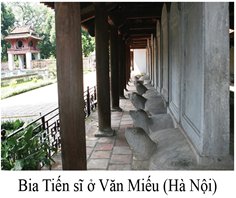 Bia Tiến sĩ ở Văn Miếu (Hà Nội)